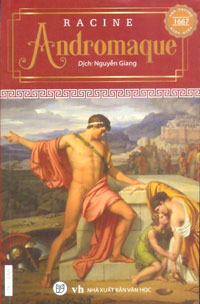 RACINE
1667
Andromaque
Dịch: Nguyễn Giang
vh NHÀ XUẤT BẢN VĂN HỌC